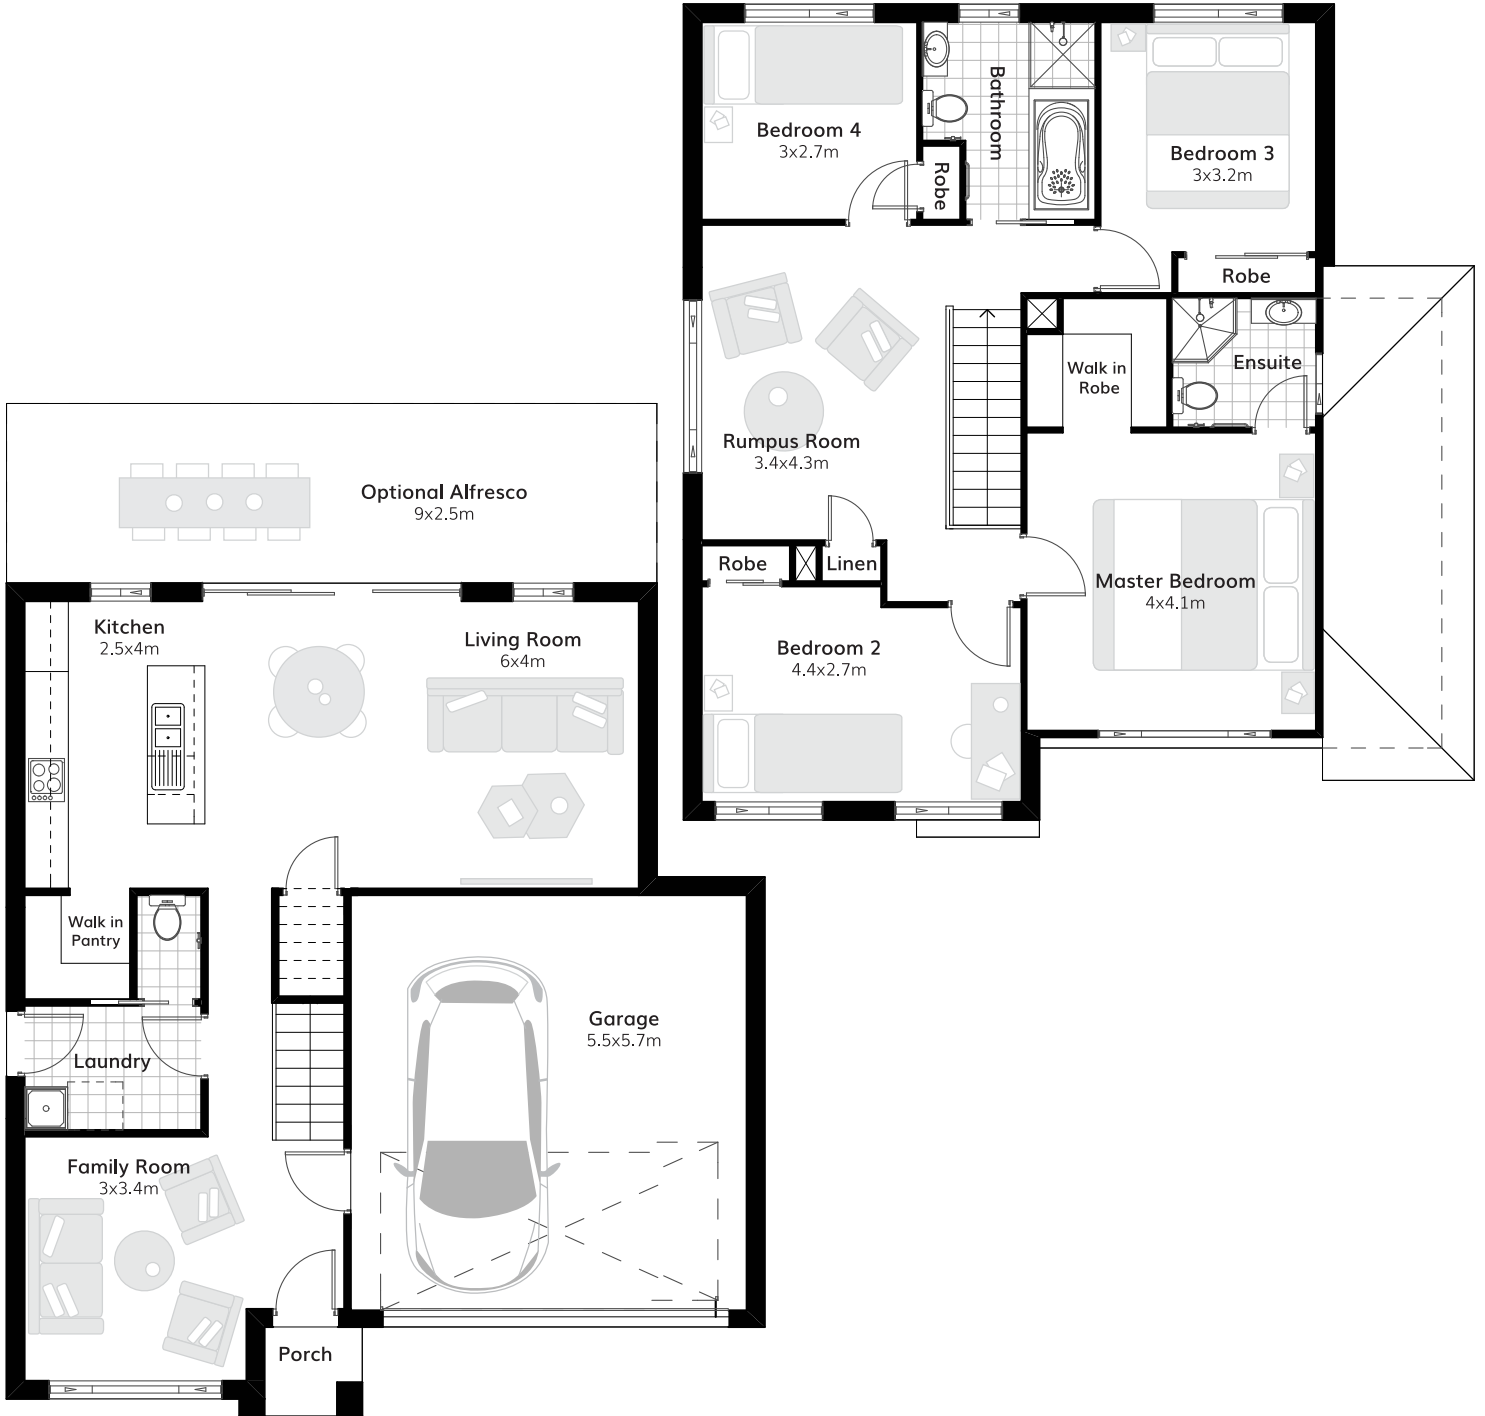 Bedroom 4
3x2.7m
Robe
Bathroom
Bedroom 3
3x3.2m
Robe
Walk in
Robe
Ensuite
Rumpus Room
3.4x4.3m
Robe
Linen
Master Bedroom
4x4.1m
Bedroom 2
4.4x2.7m
Optional Alfresco
9x2.5m
Kitchen
2.5x4m
Living Room
6x4m
Walk in
Pantry
Laundry
Garage
5.5x5.7m
Family Room
3x3.4m
Porch